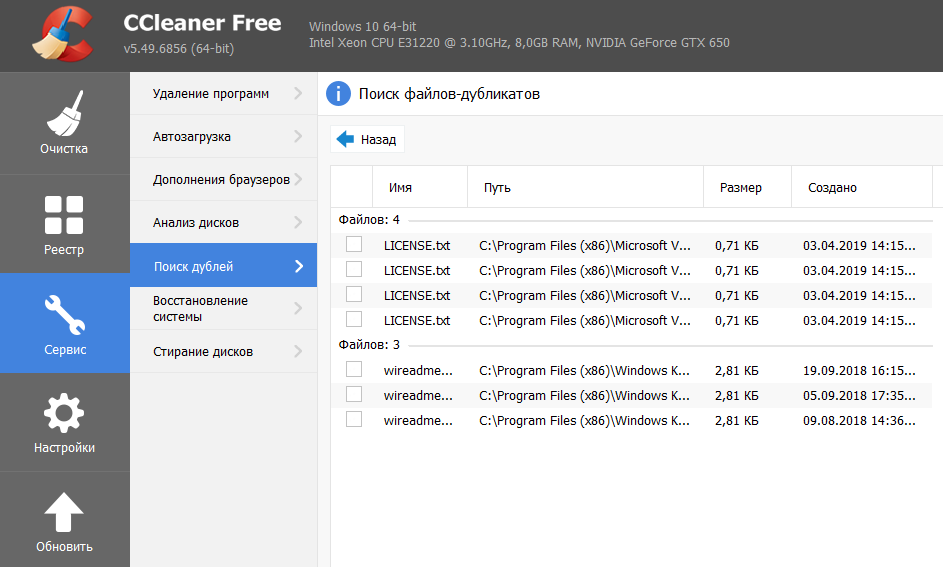 CCleaner Free
v5.49.6856 (64-bit)
Windows 10 64-bit
Intel Xeon CPU E31220 @ 3.10GHz, 8,0GB RAM, NVIDIA GeForce GTX 650
Очистка
Реестр
Сервис
Настройки
Обновить
Удаление программ
Автозагрузка
Дополнения браузеров
Анализ дисков
Поиск дублей
Восстановление
системы
Стирание дисков
Поиск файлов-дубликатов
Назад
Имя Путь Размер Создано
Файлов: 4
LICENSE.txt C:\Program Files (x86)\Microsoft V... 0,71 КБ 03.04.2019 14:15...
LICENSE.txt C:\Program Files (x86)\Microsoft V... 0,71 КБ 03.04.2019 14:15...
LICENSE.txt C:\Program Files (x86)\Microsoft V... 0,71 КБ 03.04.2019 14:15...
LICENSE.txt C:\Program Files (x86)\Microsoft V... 0,71 КБ 03.04.2019 14:15...
Файлов: 3
wireadme... C:\Program Files (x86)\Windows K... 2,81 КБ 19.09.2018 16:15...
wireadme... C:\Program Files (x86)\Windows K... 2,81 КБ 05.09.2018 17:35...
wireadme... C:\Program Files (x86)\Windows K... 2,81 КБ 09.08.2018 14:36...